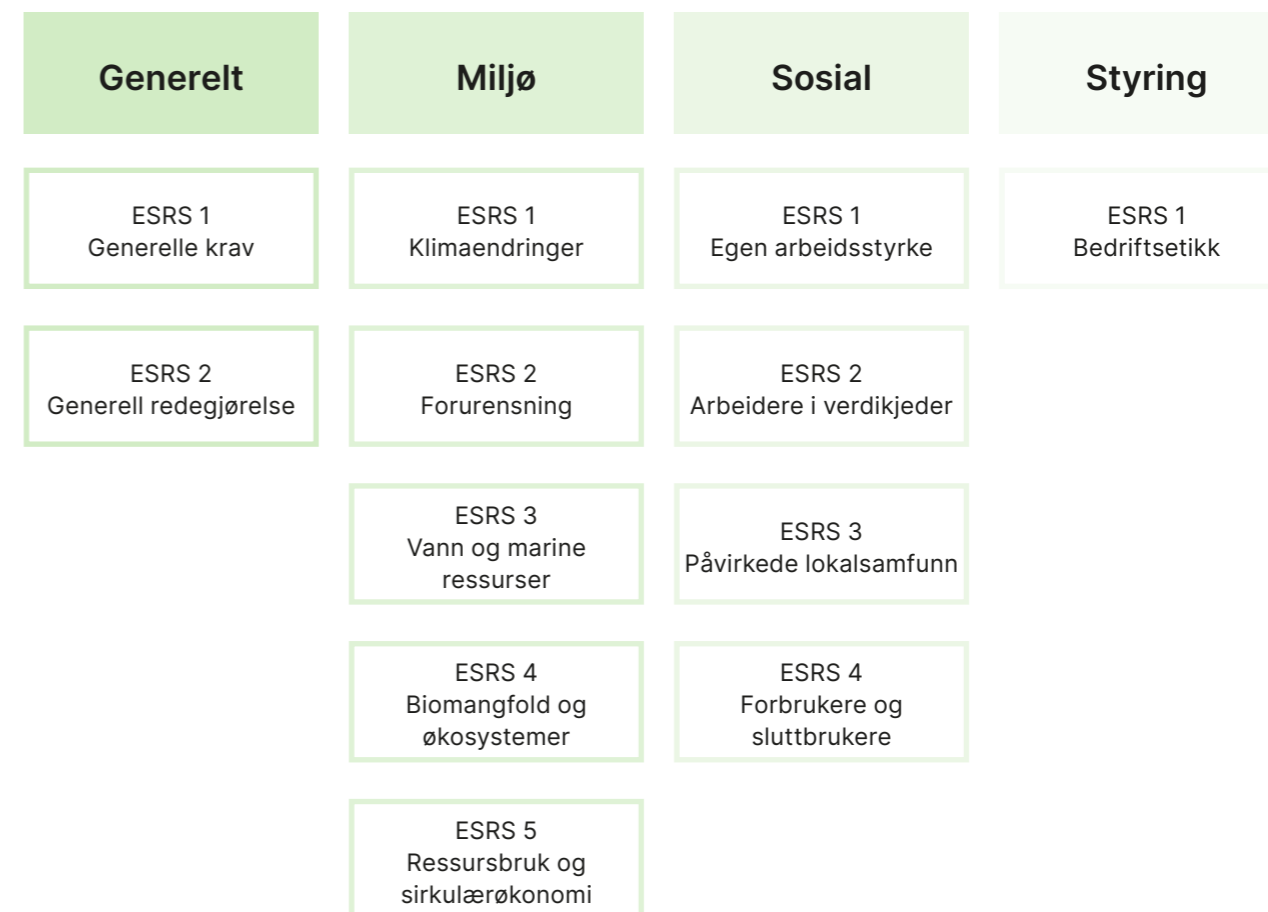 Generelt
Miljø
Sosial
Styring
ESRS 1
Generelle krav
ESRS 1
Klimaendringer
ESRS 1
Egen arbeidsstyrke
ESRS 1
Bedriftsetikk
ESRS 2
Generell redegjørelse
ESRS 2
Forurensning
ESRS 2
Arbeidere i verdikjeder
ESRS 3
Vann og marine
ressurser
ESRS 3
Påvirkede lokalsamfunn
ESRS 4
Biomangfold og
økosystemer
ESRS 4
Forbrukere og
sluttbrukere
ESRS 5
Ressursbruk og
sirkulærøkonomi